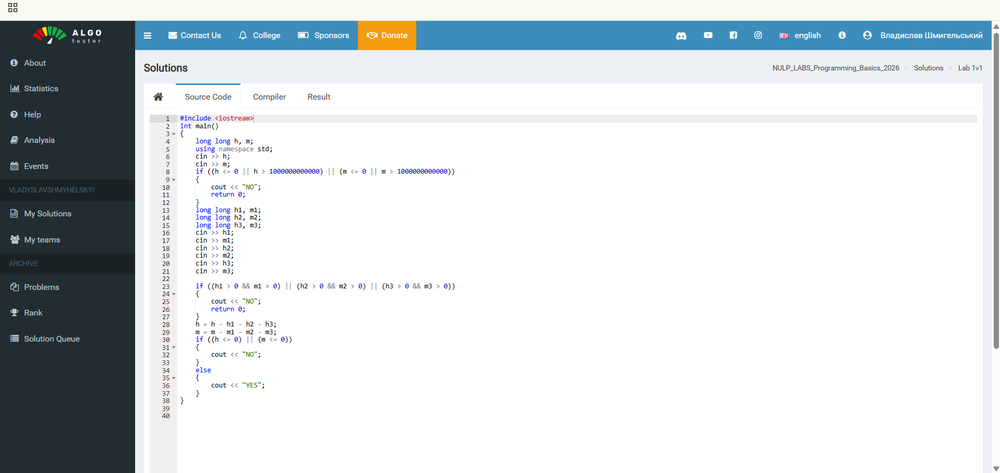 ALGO
tester
Contact Us
College
Sponsors
Donate
english
Владислав Шмигельський
About
Statistics
Help
Analysis
Events
VLADYSLAVSHMYHELSKYI
My Solutions
My teams
ARCHIVE
Problems
Rank
Solution Queue
Solutions
NULP_LABS_Programming_Basics_2026 > Solutions > Lab 1v1
Source Code
Compiler
Result
1 #include <iostream>
2 int main()
3 {
4 long long h, m;
5 using namespace std;
6 cin >> h;
7 cin >> m;
8 if ((h <= 0 || h > 1000000000000) || (m <= 0 || m > 1000000000000))
9 {
10 cout << "NO";
11 return 0;
12 }
13 long long h1, m1;
14 long long h2, m2;
15 long long h3, m3;
16 cin >> h1;
17 cin >> m1;
18 cin >> h2;
19 cin >> m2;
20 cin >> h3;
21 cin >> m3;
22
23 if ((h1 > 0 && m1 > 0) || (h2 > 0 && m2 > 0) || (h3 > 0 && m3 > 0))
24 {
25 cout << "NO";
26 return 0;
27 }
28 h = h - h1 - h2 - h3;
29 m = m - m1 - m2 - m3;
30 if ((h <= 0) || (m <= 0))
31 {
32 cout << "NO";
33 }
34 else
35 {
36 cout << "YES";
37 }
38 }
39
40